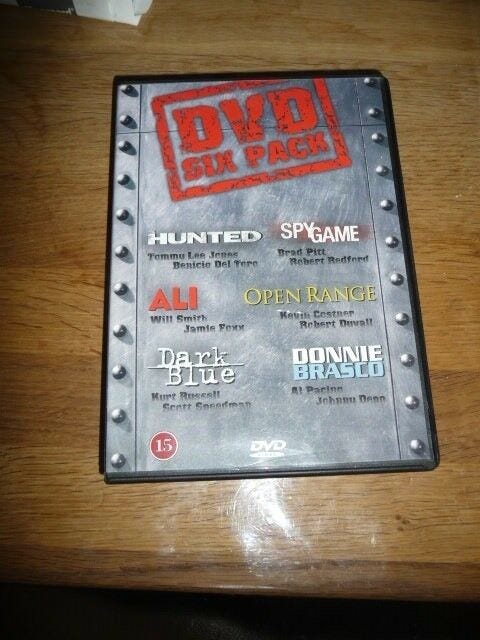 DVD
SIX PACK
HUNTED
Tommy Lee Jones
Benicio Del Toro
SPYGAME
Brad Pitt
Robert Redford
ALI
Will Smith
Jamie Foxx
OPEN RANGE
Kevin Costner
Robert Duvall
Dark
Blue
Kurt Russell
Scott Speedman
DONNIE
BRASCO
Al Pacino
Johnny Depp
15
DVD